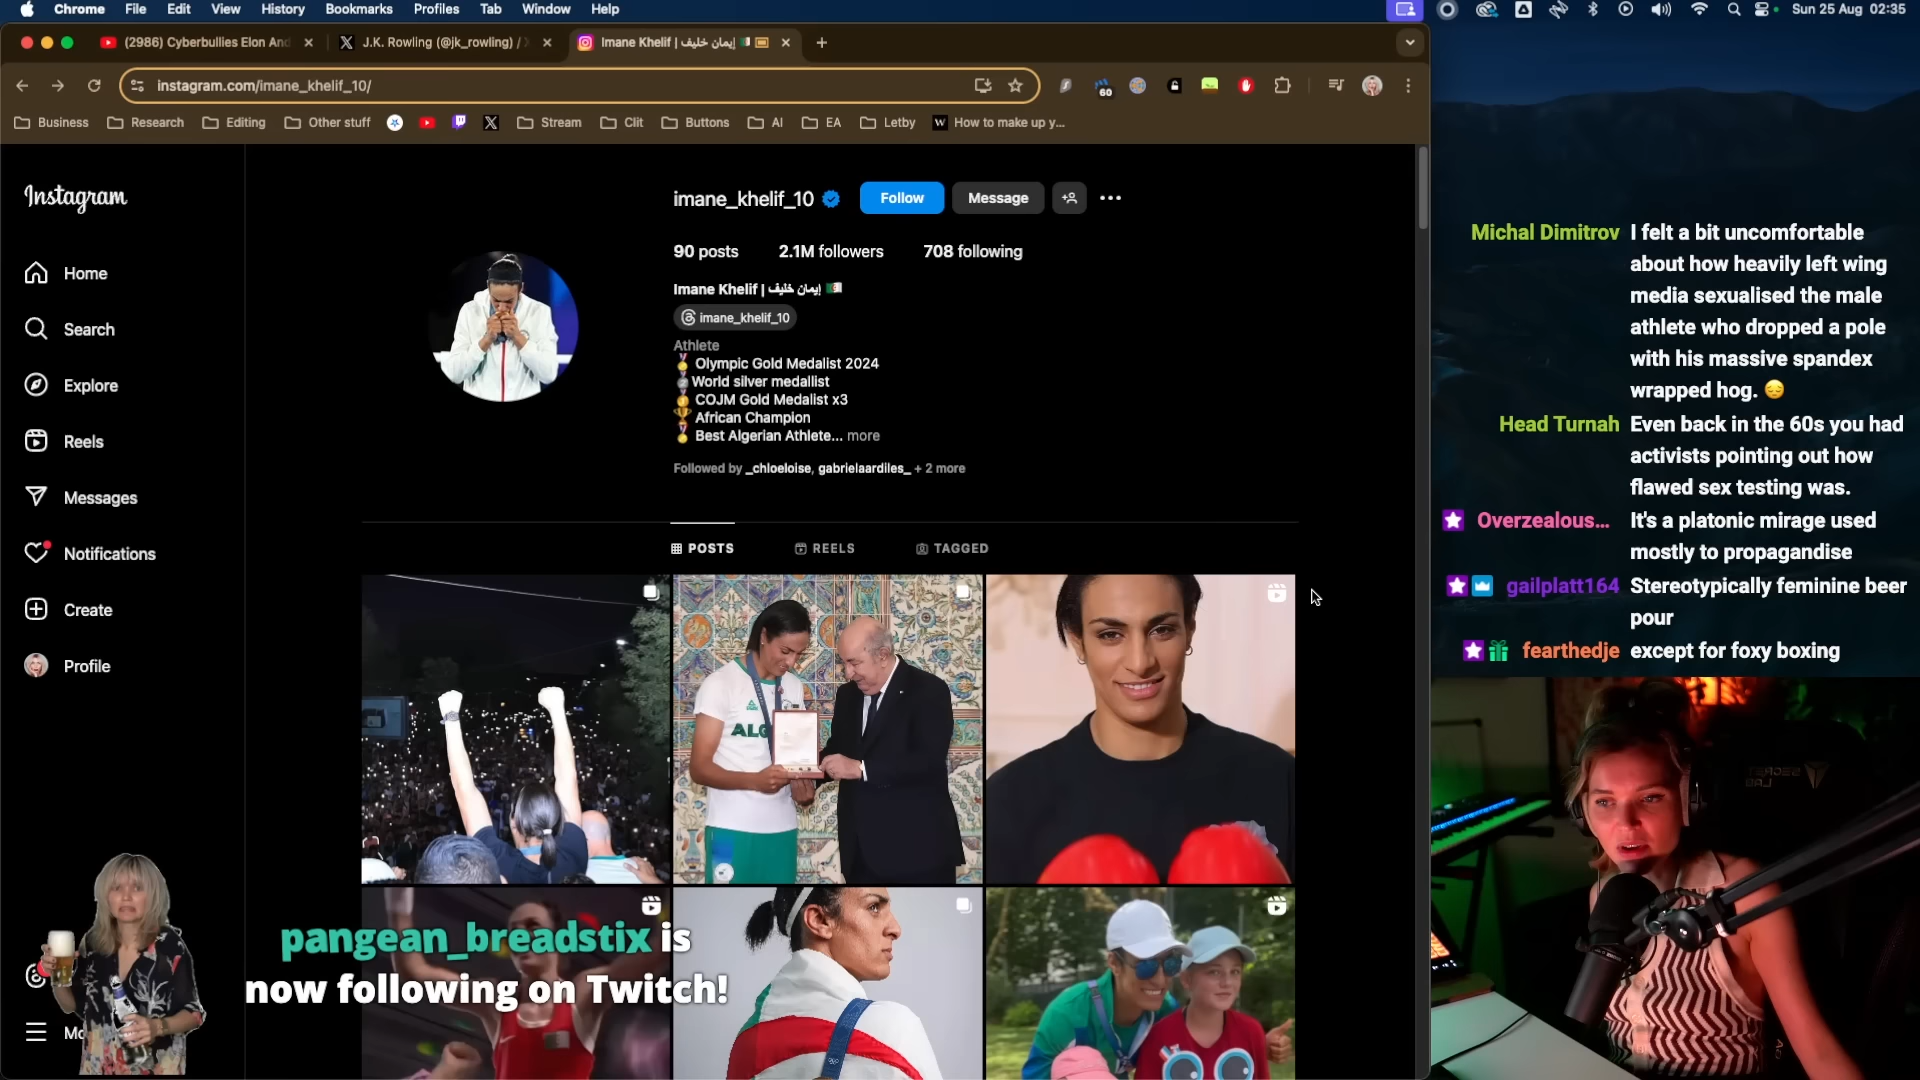 Chrome File Edit View History Bookmarks Profiles Tab Window Help
Sun 25 Aug 02:35
(2986) Cyberbullies Elon And
J.K. Rowling (@jk_rowling) /
Imane Khelif | إيمان خليف
instagram.com/imane_khelif_10/
60
Business Research Editing Other stuff Stream Clit Buttons AI EA Letby How to make up y...
Instagram
Home
Search
Explore
Reels
Messages
Notifications
Create
Profile
imane_khelif_10 Follow Message
90 posts 2.1M followers 708 following
Imane Khelif | إيمان خليف 🇩🇿
imane_khelif_10
Athlete
🥇 Olympic Gold Medalist 2024
🥈World silver medallist
🥇 COJM Gold Medalist x3
🏆 African Champion
🏅 Best Algerian Athlete... more
Followed by _chloeloise, gabrielaardiles_ + 2 more
POSTS REELS TAGGED
ALG
pangean_breadstix is
now following on Twitch!
Michal Dimitrov I felt a bit uncomfortable
about how heavily left wing
media sexualised the male
athlete who dropped a pole
with his massive spandex
wrapped hog. 😔
Head Turnah Even back in the 60s you had
activists pointing out how
flawed sex testing was.
Overzealous... It's a platonic mirage used
mostly to propagandise
gailplatt164 Stereotypically feminine beer
pour
fearthedje except for foxy boxing